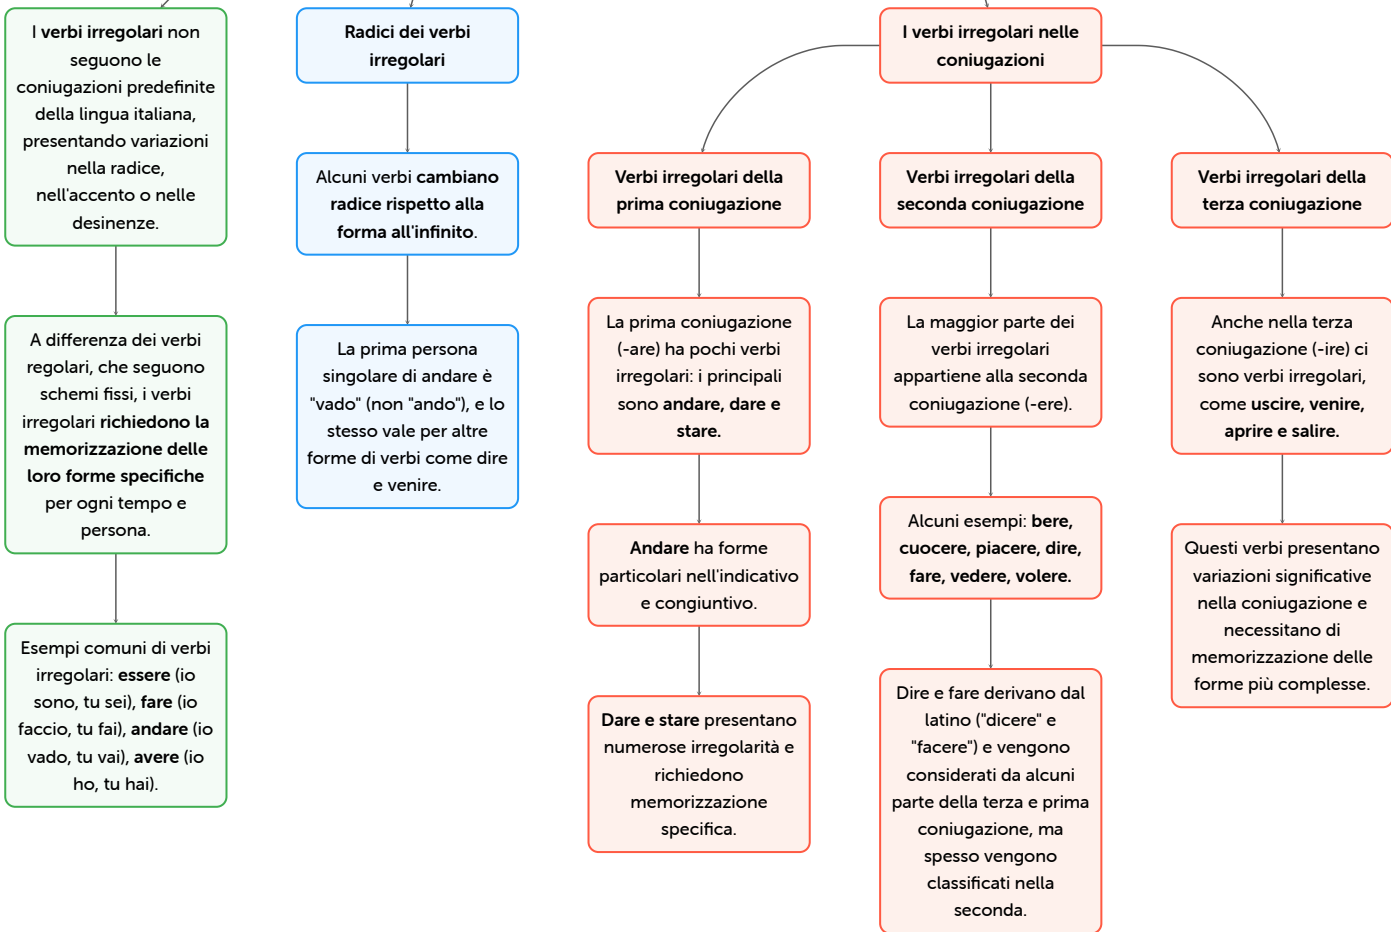 I verbi irregolari non
seguono le
coniugazioni predefinite
della lingua italiana,
presentando variazioni
nella radice,
nell'accento o nelle
desinenze.
A differenza dei verbi
regolari, che seguono
schemi fissi, i verbi
irregolari richiedono la
memorizzazione delle
loro forme specifiche
per ogni tempo e
persona.
Esempi comuni di verbi
irregolari: essere (io
sono, tu sei), fare (io
faccio, tu fai), andare (io
vado, tu vai), avere (io
ho, tu hai).
Radici dei verbi
irregolari
Alcuni verbi cambiano
radice rispetto alla
forma all'infinito.
La prima persona
singolare di andare è
"vado" (non "ando"), e lo
stesso vale per altre
forme di verbi come dire
e venire.
I verbi irregolari nelle
coniugazioni
Verbi irregolari della
prima coniugazione
La prima coniugazione
(-are) ha pochi verbi
irregolari: i principali
sono andare, dare e
stare.
Andare ha forme
particolari nell'indicativo
e congiuntivo.
Dare e stare presentano
numerose irregolarità e
richiedono
memorizzazione
specifica.
Verbi irregolari della
seconda coniugazione
La maggior parte dei
verbi irregolari
appartiene alla seconda
coniugazione (-ere).
Alcuni esempi: bere,
cuocere, piacere, dire,
fare, vedere, volere.
Dire e fare derivano dal
latino ("dicere" e
"facere") e vengono
considerati da alcuni
parte della terza e prima
coniugazione, ma
spesso vengono
classificati nella
seconda.
Verbi irregolari della
terza coniugazione
Anche nella terza
coniugazione (-ire) ci
sono verbi irregolari,
come uscire, venire,
aprire e salire.
Questi verbi presentano
variazioni significative
nella coniugazione e
necessitano di
memorizzazione delle
forme più complesse.